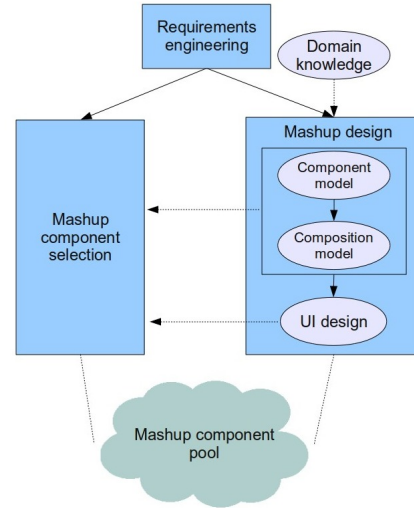 Requirements
engineering
Domain
knowledge
Mashup design
Component
model
Mashup
component
selection
Composition
model
UI design
Mashup component
pool